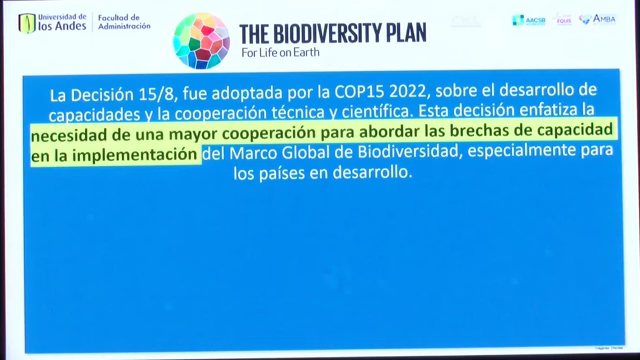 Universidad de
los Andes
Facultad de
Administración
THE BIODIVERSITY PLAN
For Life on Earth
AACSB
EQUIS
AMBA
La Decisión 15/8, fue adoptada por la COP15 2022, sobre el desarrollo de
capacidades y la cooperación técnica y científica. Esta decisión enfatiza la
necesidad de una mayor cooperación para abordar las brechas de capacidad
en la implementación del Marco Global de Biodiversidad, especialmente para
los países en desarrollo.